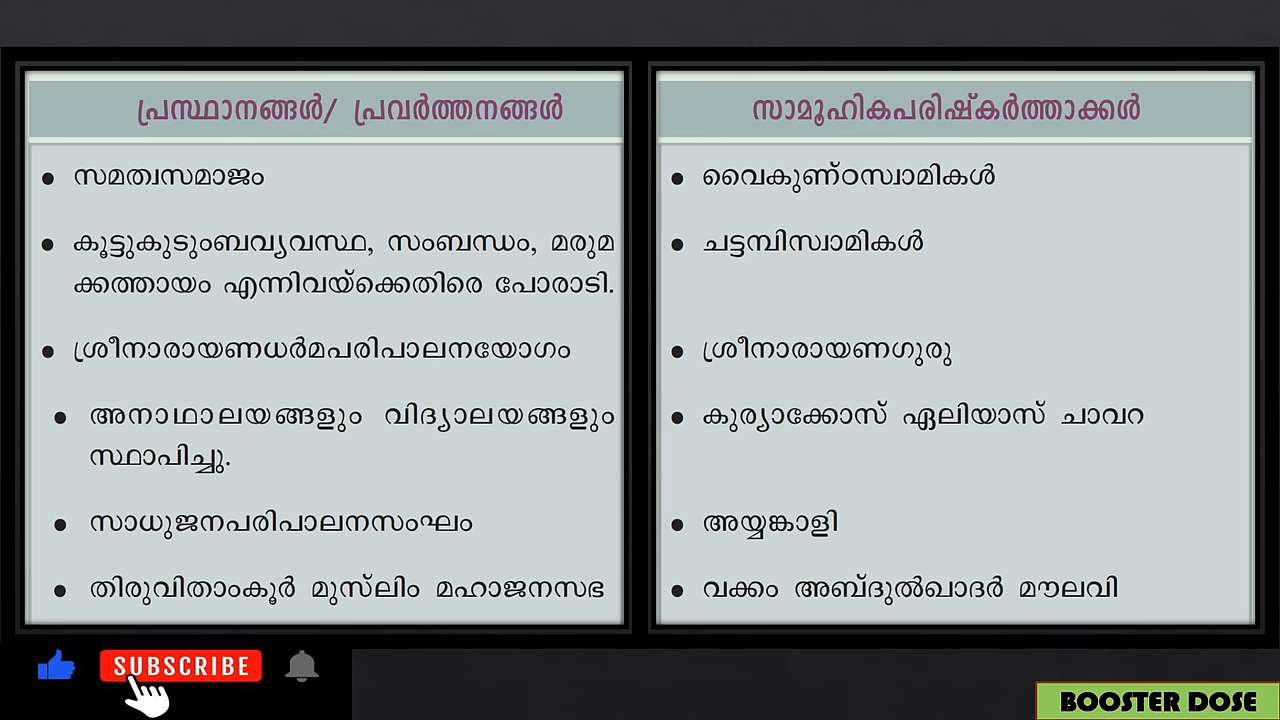 പ്രസ്ഥാനങ്ങൾ/ പ്രവർത്തനങ്ങൾ
• സമത്വസമാജം
• കൂട്ടുകുടുംബവ്യവസ്ഥ, സംബന്ധം, മരുമ
ക്കത്തായം എന്നിവയ്ക്കെതിരെ പോരാടി.
• ശ്രീനാരായണധർമപരിപാലനയോഗം
• അനാഥാലയങ്ങളും വിദ്യാലയങ്ങളും
സ്ഥാപിച്ചു.
• സാധുജനപരിപാലനസംഘം
• തിരുവിതാംകൂർ മുസ്‌ലിം മഹാജനസഭ
സാമൂഹികപരിഷ്കർത്താക്കൾ
• വൈകുണ്ഠസ്വാമികൾ
• ചട്ടമ്പിസ്വാമികൾ
• ശ്രീനാരായണഗുരു
• കുര്യാക്കോസ് ഏലിയാസ് ചാവറ
• അയ്യങ്കാളി
• വക്കം അബ്ദുൽഖാദർ മൗലവി
SUBSCRIBE
BOOSTER DOSE